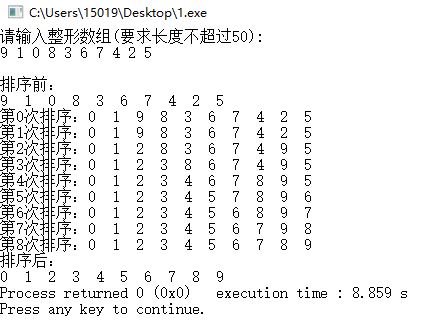 C:\Users\15019\Desktop\1.exe
请输入整形数组(要求长度不超过50):
9 1 0 8 3 6 7 4 2 5
排序前:
9 1 0 8 3 6 7 4 2 5
第0次排序: 0 1 9 8 3 6 7 4 2 5
第1次排序: 0 1 9 8 3 6 7 4 2 5
第2次排序: 0 1 2 8 3 6 7 4 9 5
第3次排序: 0 1 2 3 8 6 7 4 9 5
第4次排序: 0 1 2 3 4 6 7 8 9 5
第5次排序: 0 1 2 3 4 5 7 8 9 6
第6次排序: 0 1 2 3 4 5 6 8 9 7
第7次排序: 0 1 2 3 4 5 6 7 9 8
第8次排序: 0 1 2 3 4 5 6 7 8 9
排序后:
0 1 2 3 4 5 6 7 8 9
Process returned 0 (0x0) execution time : 8.859 s
Press any key to continue.